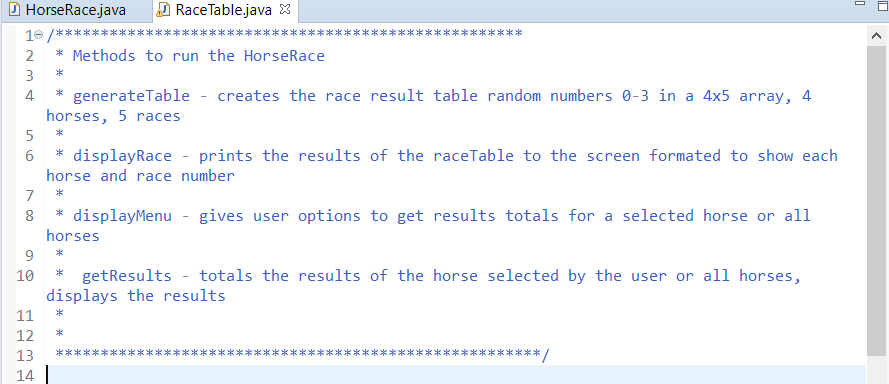 HorseRace.java RaceTable.java
1 /****************************************************
2 * Methods to run the HorseRace
3 *
4 * generateTable - creates the race result table random numbers 0-3 in a 4x5 array, 4
horses, 5 races
5 *
6 * displayRace - prints the results of the raceTable to the screen formated to show each
horse and race number
7 *
8 * displayMenu - gives user options to get results totals for a selected horse or all
horses
9 *
10 *  getResults - totals the results of the horse selected by the user or all horses,
displays the results
11 *
12 *
13 ******************************************************/
14